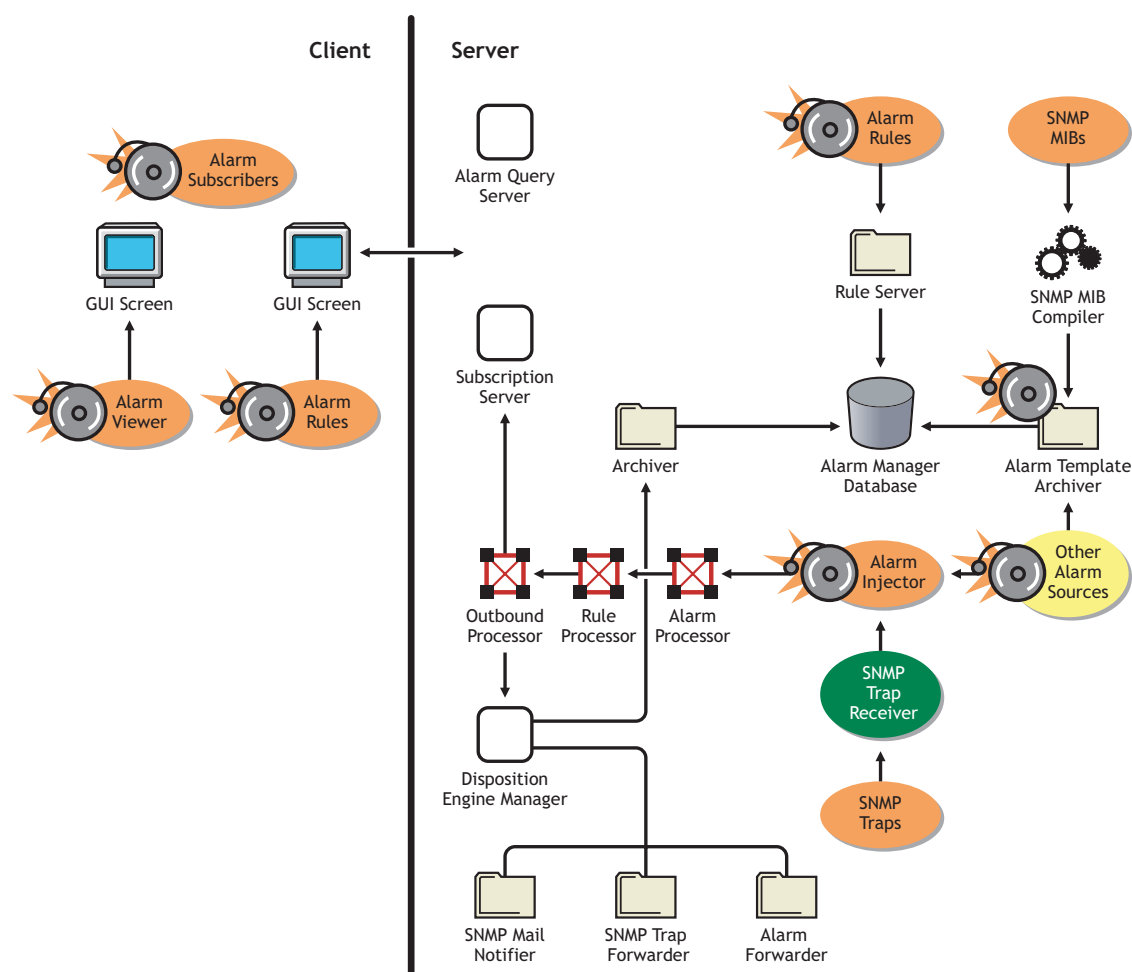 Client
Server
Alarm
Subscribers
GUI Screen
GUI Screen
Alarm
Viewer
Alarm
Rules
Alarm Query
Server
Subscription
Server
Alarm
Rules
SNMP
MIBs
Rule Server
SNMP MIB
Compiler
Archiver
Alarm Manager
Database
Alarm Template
Archiver
Outbound
Processor
Rule
Processor
Alarm
Processor
Alarm
Injector
Other
Alarm
Sources
SNMP
Trap
Receiver
Disposition
Engine Manager
SNMP
Traps
SNMP Mail
Notifier
SNMP Trap
Forwarder
Alarm
Forwarder